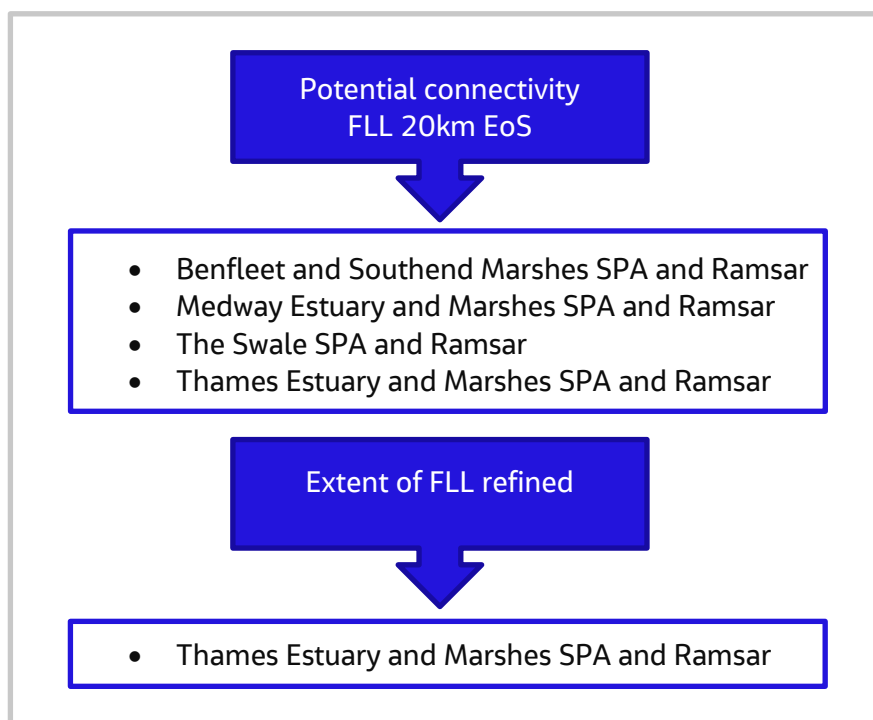 Potential connectivity
FLL 20km EoS
• Benfleet and Southend Marshes SPA and Ramsar
• Medway Estuary and Marshes SPA and Ramsar
• The Swale SPA and Ramsar
• Thames Estuary and Marshes SPA and Ramsar
Extent of FLL refined
• Thames Estuary and Marshes SPA and Ramsar